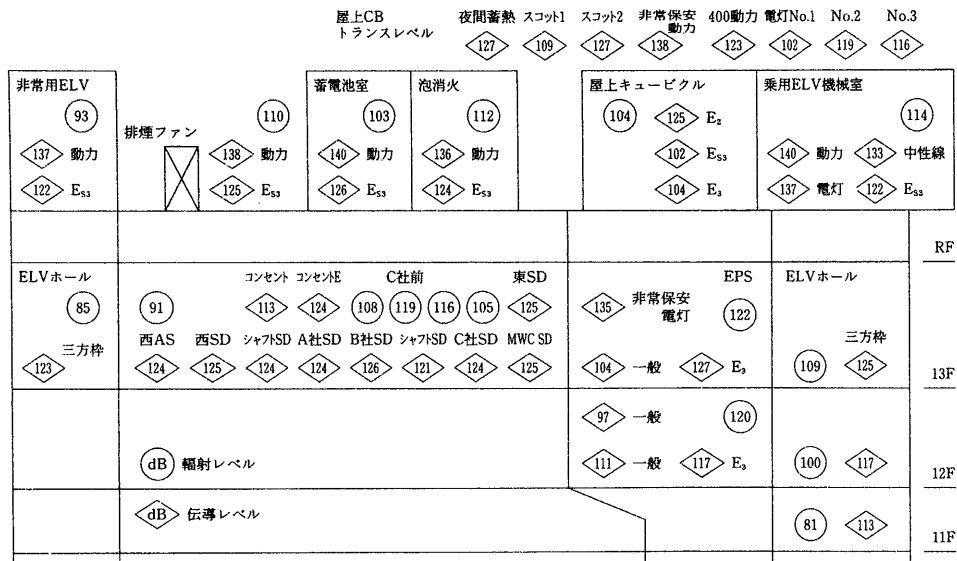 屋上CB 夜間蓄熱 スコット1 スコット2 非常保安 400動力 電灯No.1 No.2 No.3
トランスレベル 動力
127 109 127 138 123 102 119 116
非常用ELV 蓄電池室 泡消火 屋上キュービクル 乗用ELV機械室
93 110 103 112 104 125 E₂ 114
排煙ファン
137 動力 138 動力 140 動力 136 動力 102 E_S3 140 動力 133 中性線
122 E_S3 125 E_S3 126 E_S3 124 E_S3 104 E₃ 137 電灯 122 E_S3
RF
ELVホール コンセント コンセントE C社前 東SD EPS ELVホール
85 91 113 124 108 119 116 105 125 135 非常保安 122
電灯
三方枠 西AS 西SD シャフトSD A社SD B社SD シャフトSD C社SD MWC SD 三方枠
123 124 125 124 124 126 121 124 125 104 一般 127 E₃ 109 125 13F
97 一般 120
dB 輻射レベル 111 一般 117 E₃ 100 117 12F
dB 伝導レベル 81 113 11F